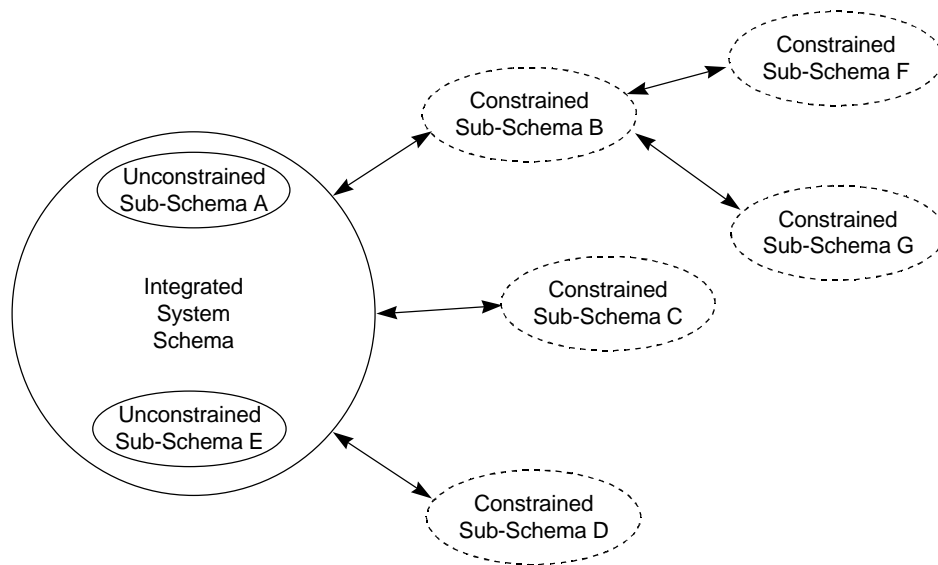 Constrained
Sub-Schema F
Constrained
Sub-Schema B
Unconstrained
Sub-Schema A
Constrained
Sub-Schema G
Integrated
System
Schema
Constrained
Sub-Schema C
Unconstrained
Sub-Schema E
Constrained
Sub-Schema D